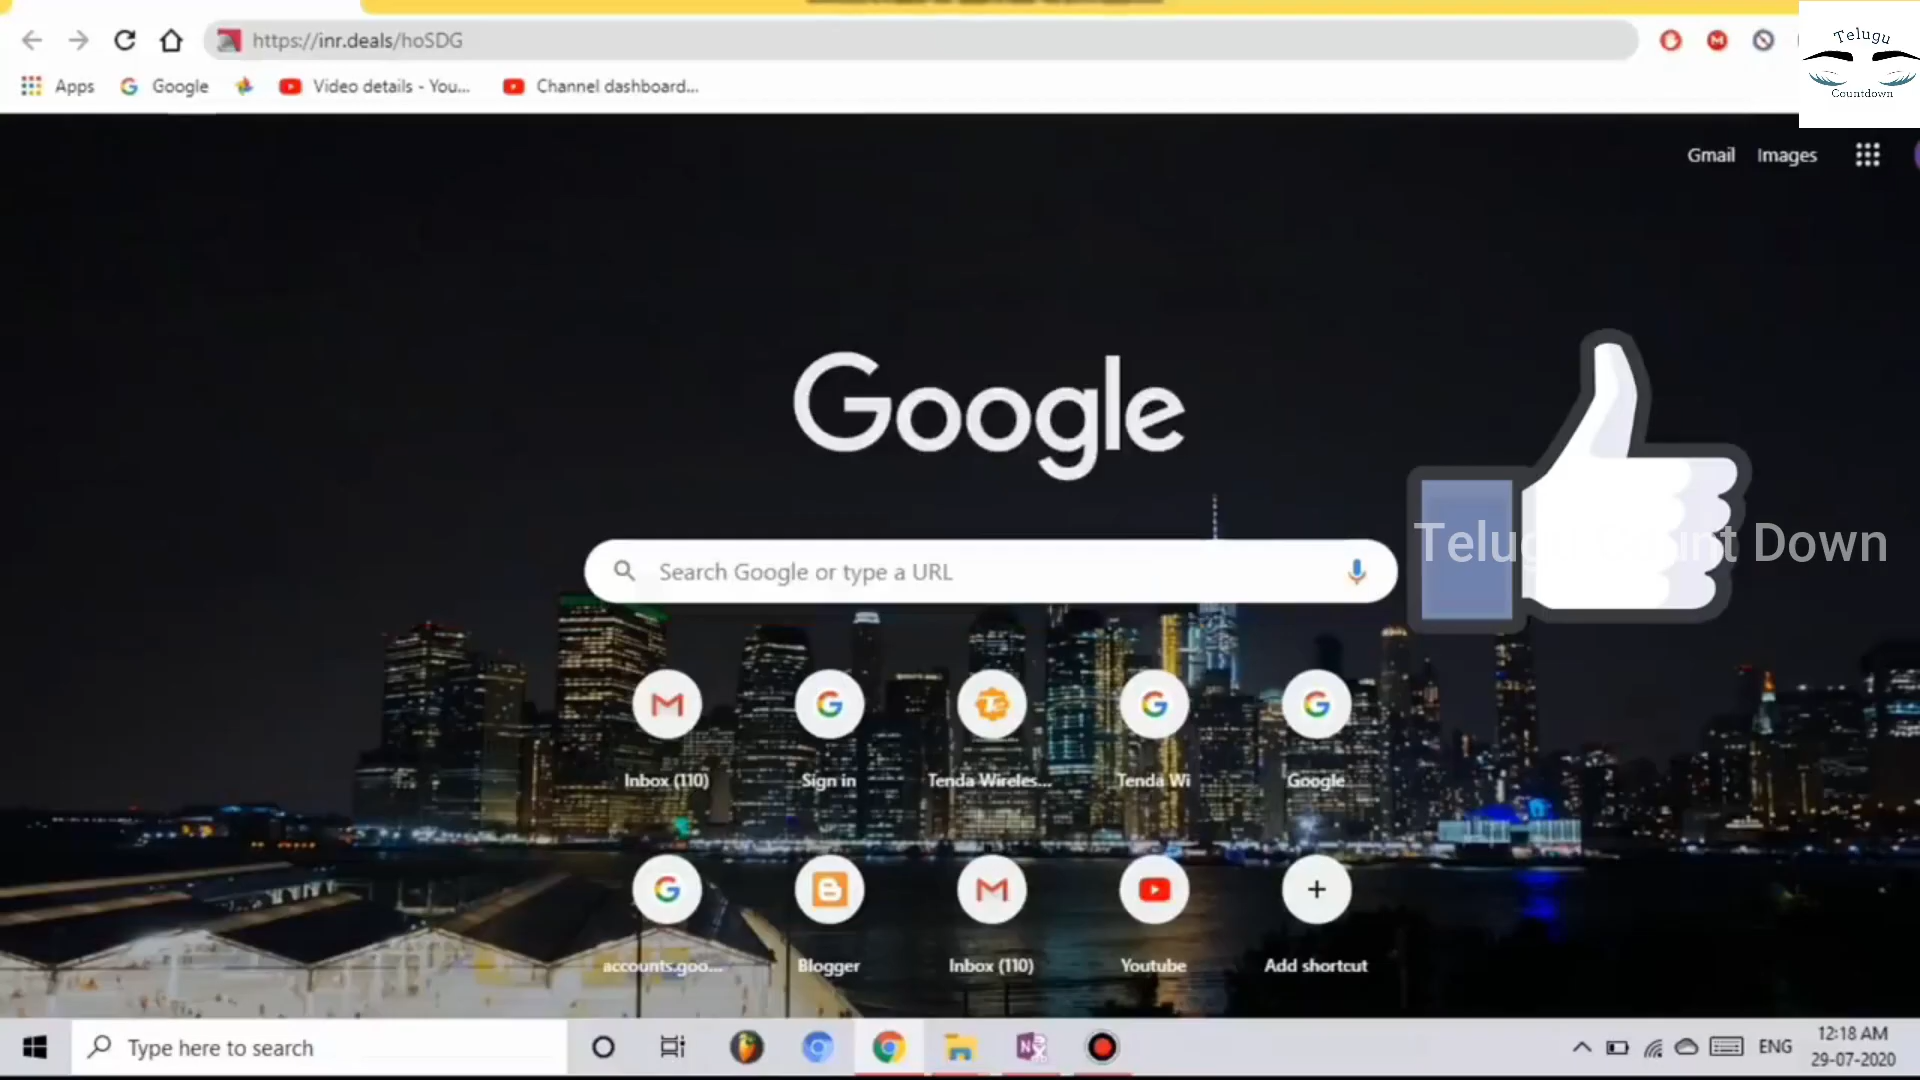 https://inr.deals/hoSDG
Telugu
Countdown
Apps
Google
Video details - You...
Channel dashboard...
Gmail
Images
Google
Search Google or type a URL
Telugu Count Down
Inbox (110)
Sign in
Tenda Wireles...
Tenda Wi
Google
accounts.goo...
Blogger
Inbox (110)
Youtube
Add shortcut
Type here to search
ENG
12:18 AM
29-07-2020